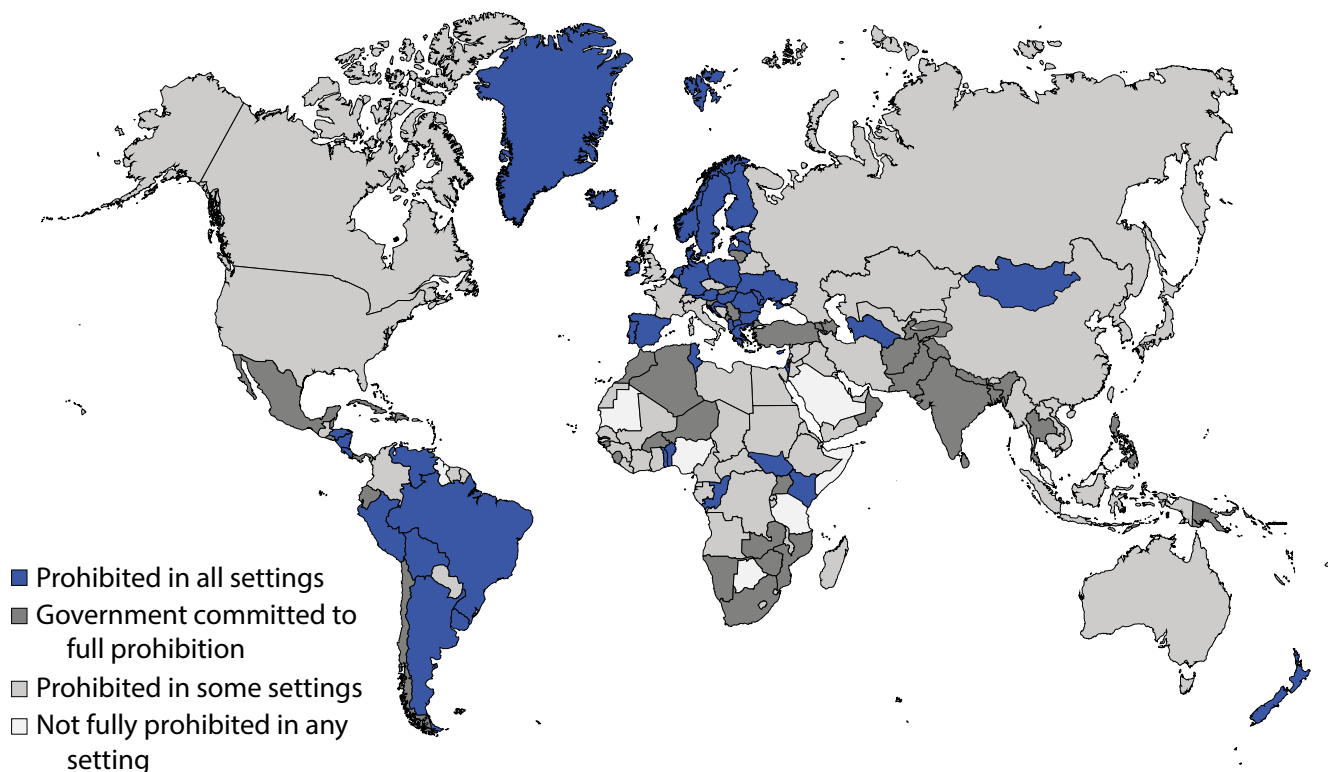 Prohibited in all settings
Government committed to
full prohibition
Prohibited in some settings
Not fully prohibited in any
setting